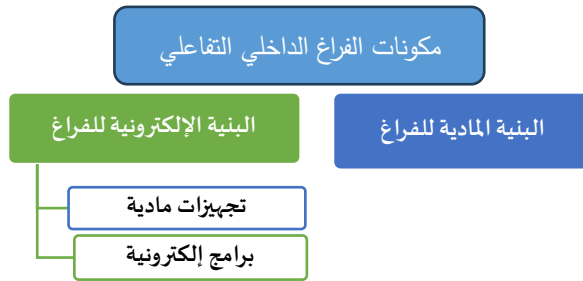 مكونات الفراغ الداخلي التفاعلي
البنية المادية للفراغ
البنية الإلكترونية للفراغ
تجهيزات مادية
برامج إلكترونية